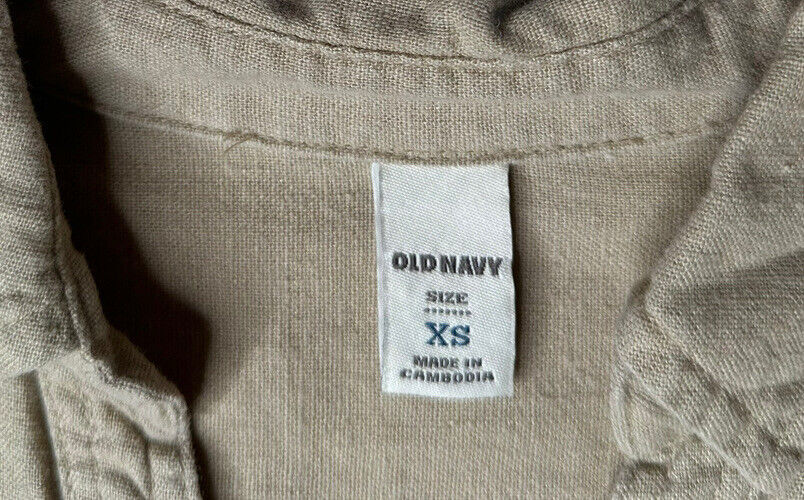 OLD NAVY
SIZE
XS
MADE IN
CAMBODIA